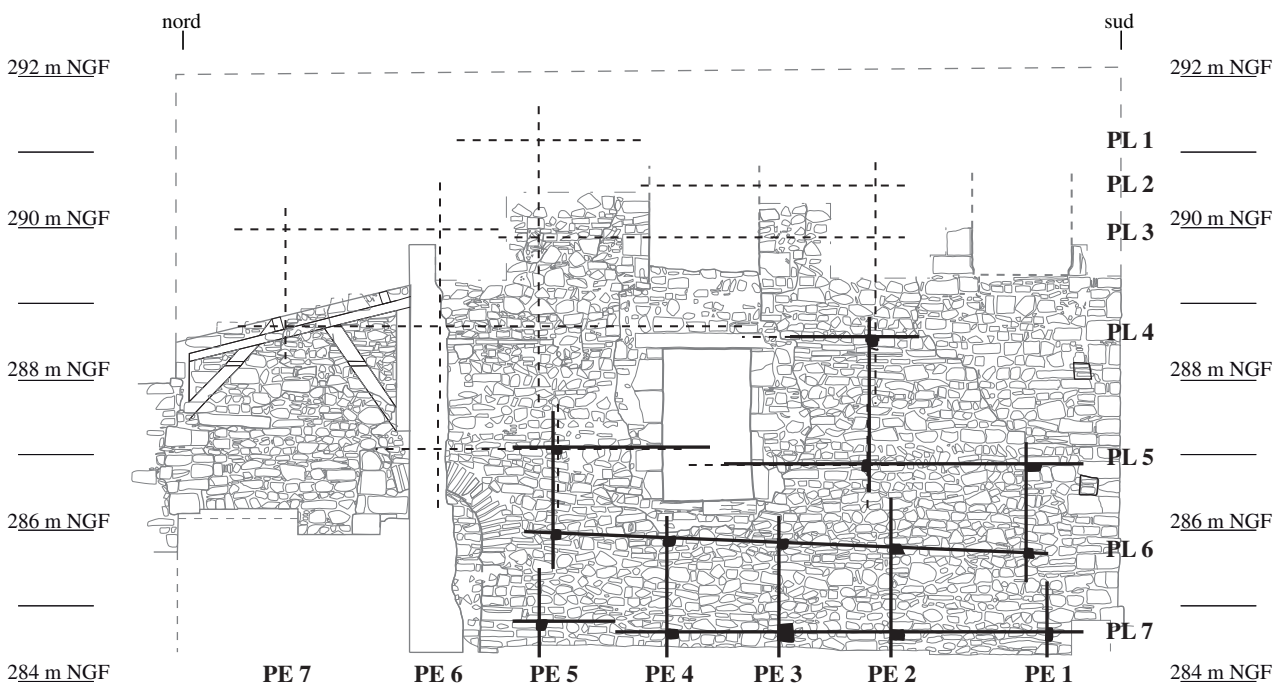 nord sud
292 m NGF 292 m NGF
PL 1
PL 2
290 m NGF 290 m NGF
PL 3
PL 4
288 m NGF 288 m NGF
PL 5
286 m NGF 286 m NGF
PL 6
PL 7
284 m NGF PE 7 PE 6 PE 5 PE 4 PE 3 PE 2 PE 1 284 m NGF